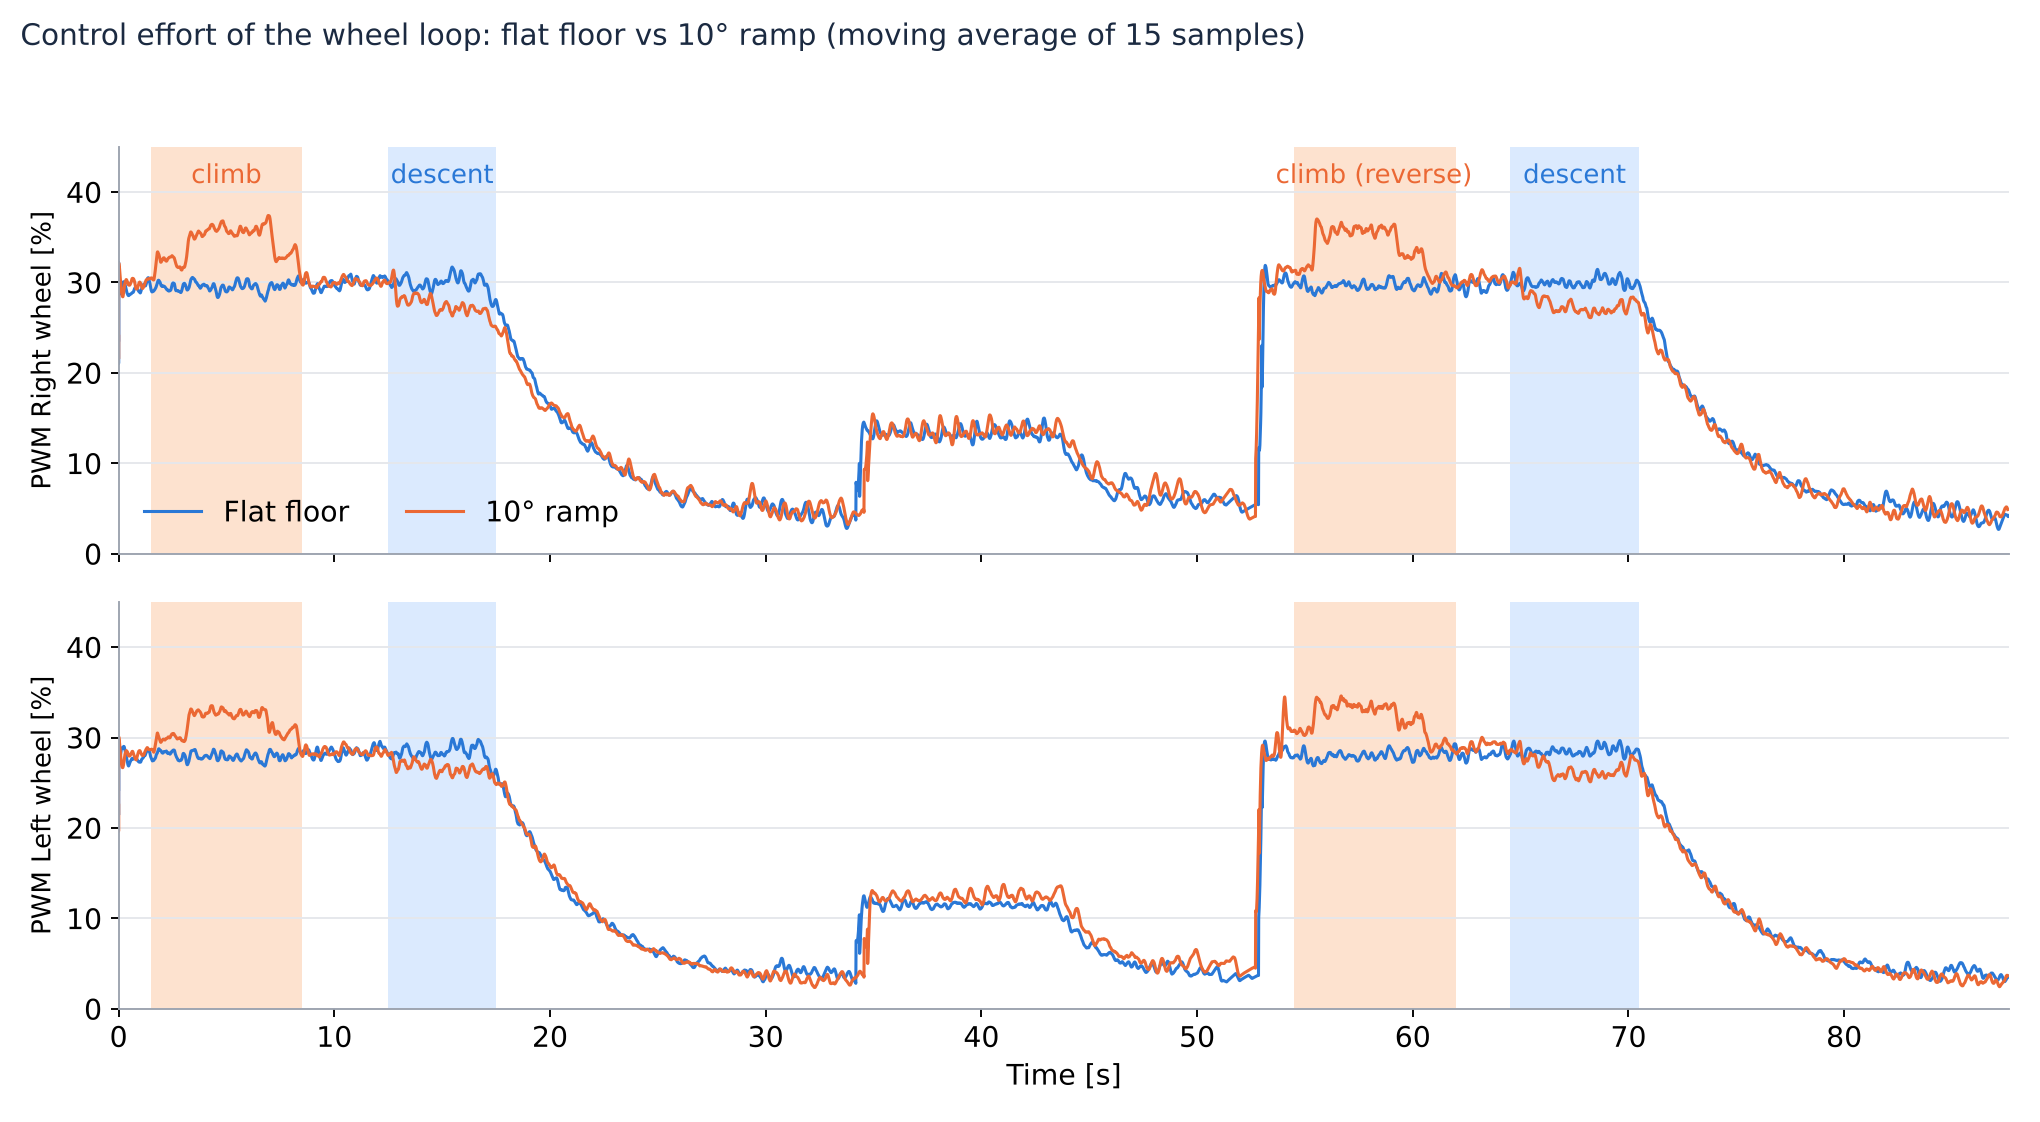 Control effort of the wheel loop: flat floor vs 10° ramp (moving average of 15 samples)
climb
descent
climb (reverse)
descent
PWM Right wheel [%]
40
30
20
10
0
Flat floor
10° ramp
PWM Left wheel [%]
40
30
20
10
0
0 10 20 30 40 50 60 70 80
Time [s]